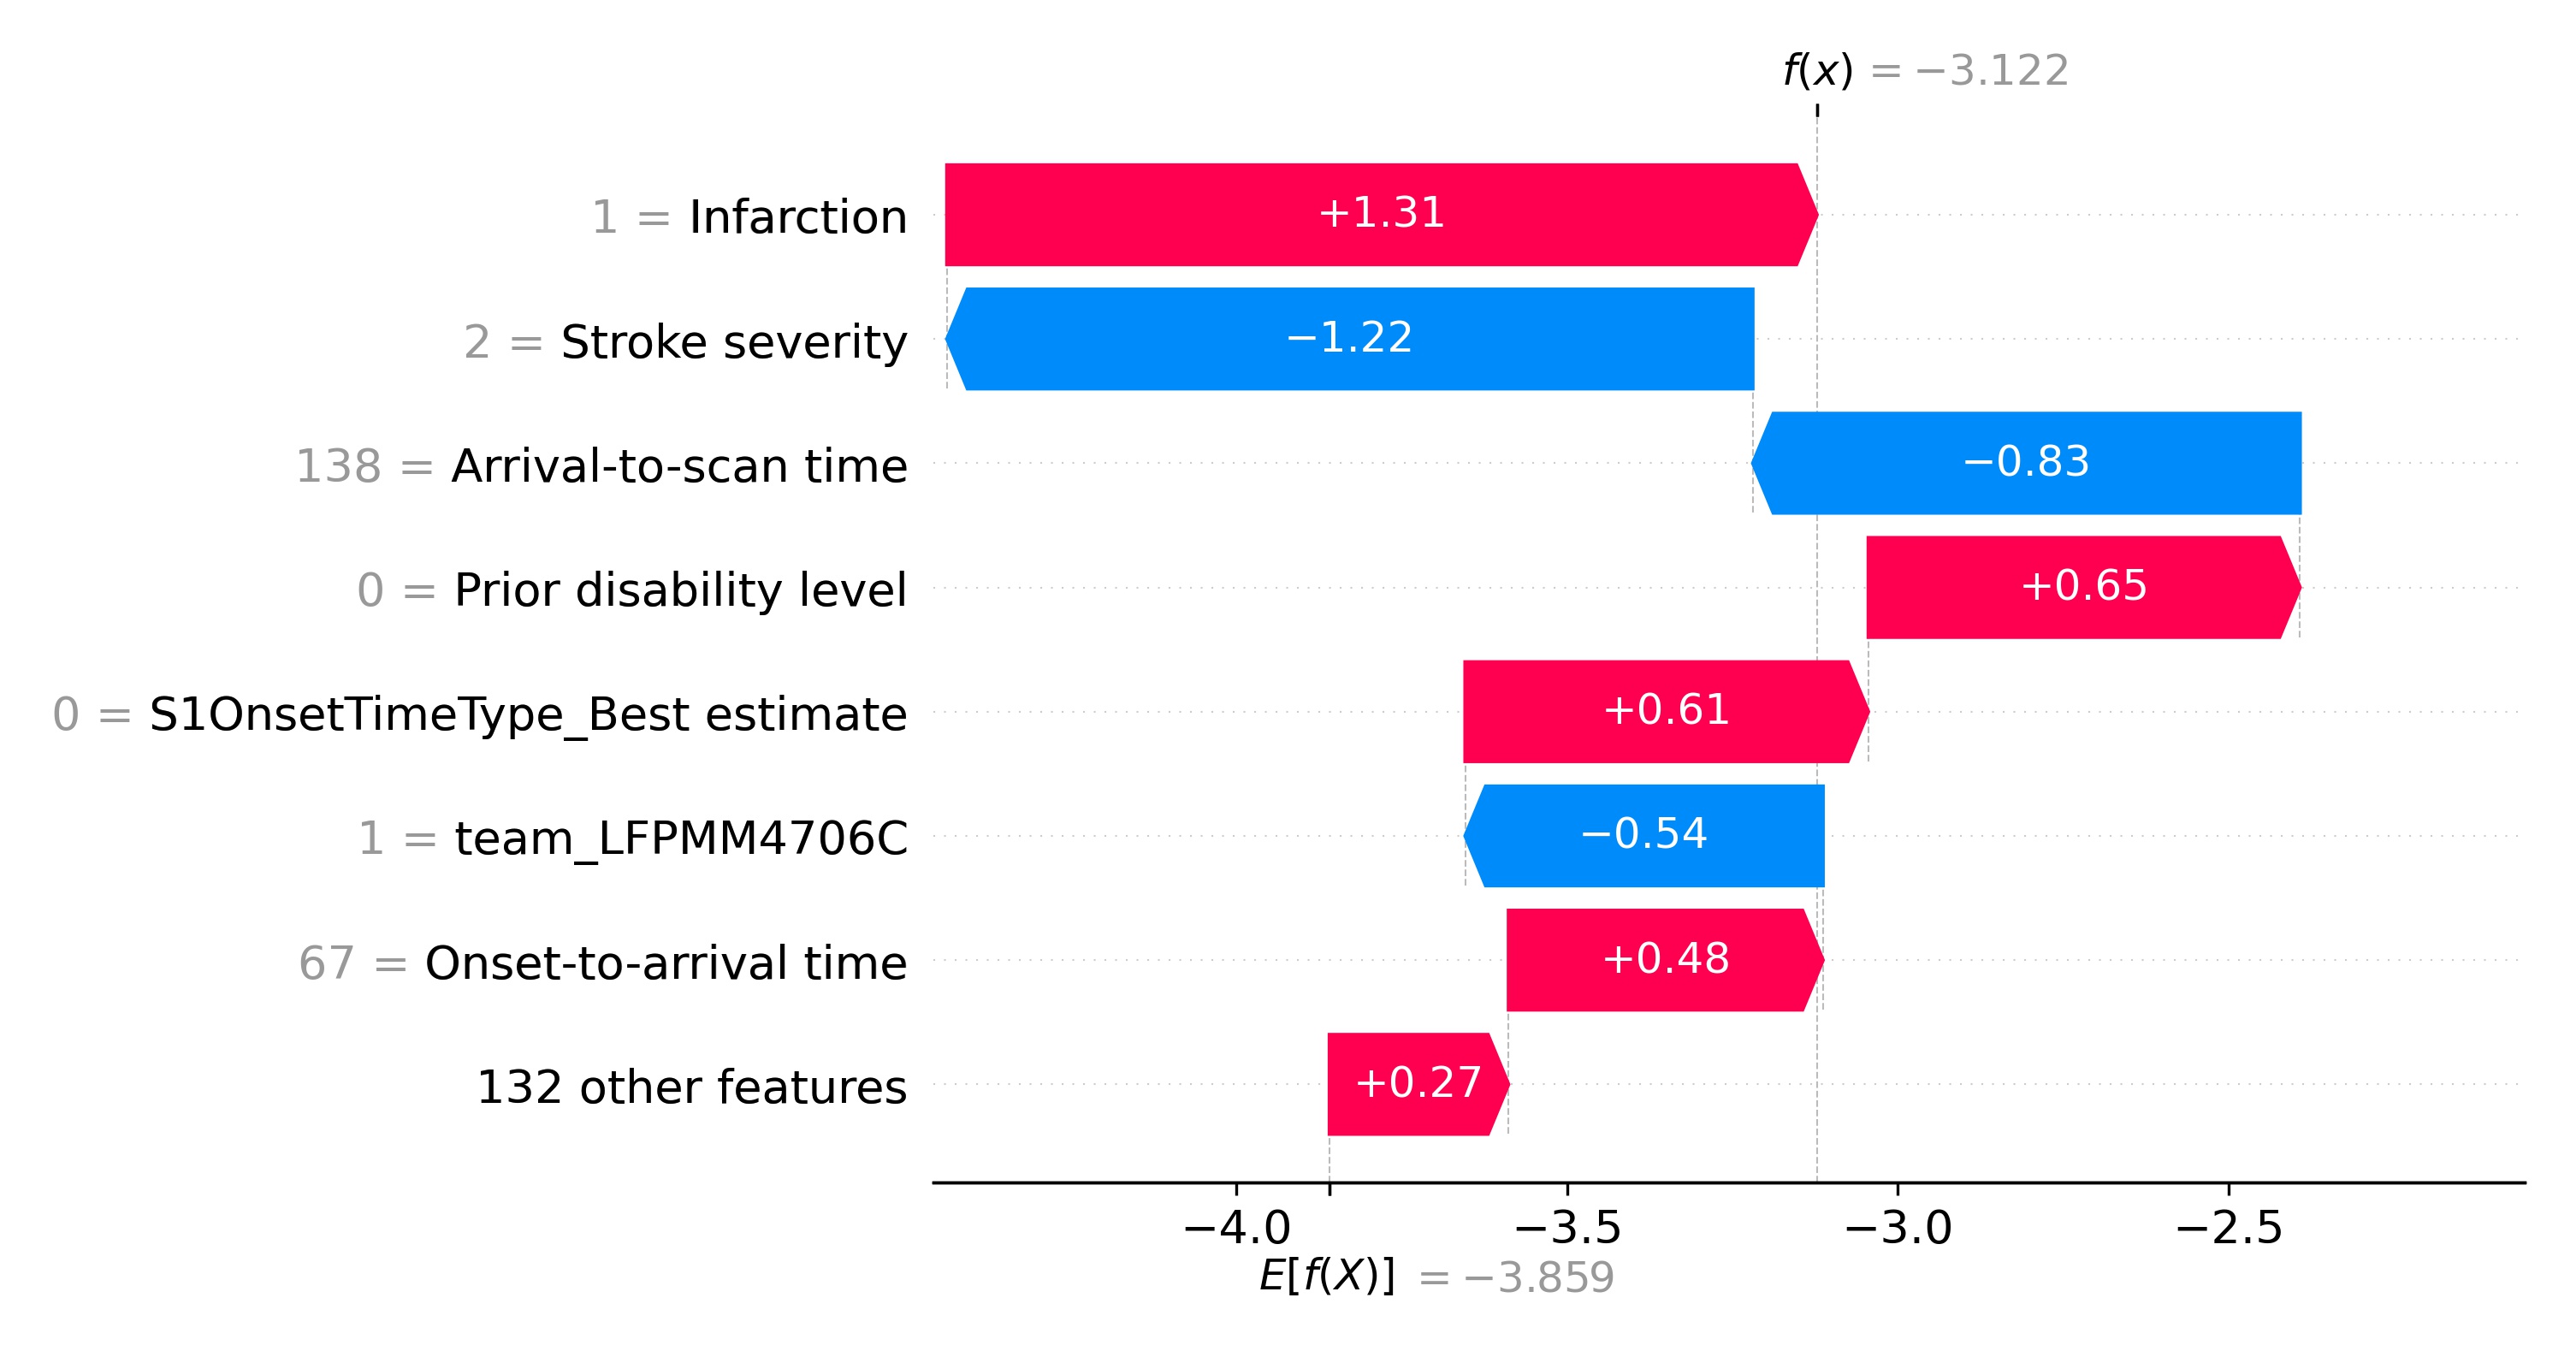 f(x) = −3.122
1 = Infarction +1.31
2 = Stroke severity −1.22
138 = Arrival-to-scan time −0.83
0 = Prior disability level +0.65
0 = S1OnsetTimeType_Best estimate +0.61
1 = team_LFPMM4706C −0.54
67 = Onset-to-arrival time +0.48
132 other features +0.27
−4.0 −3.5 −3.0 −2.5
E[f(X)] = −3.859